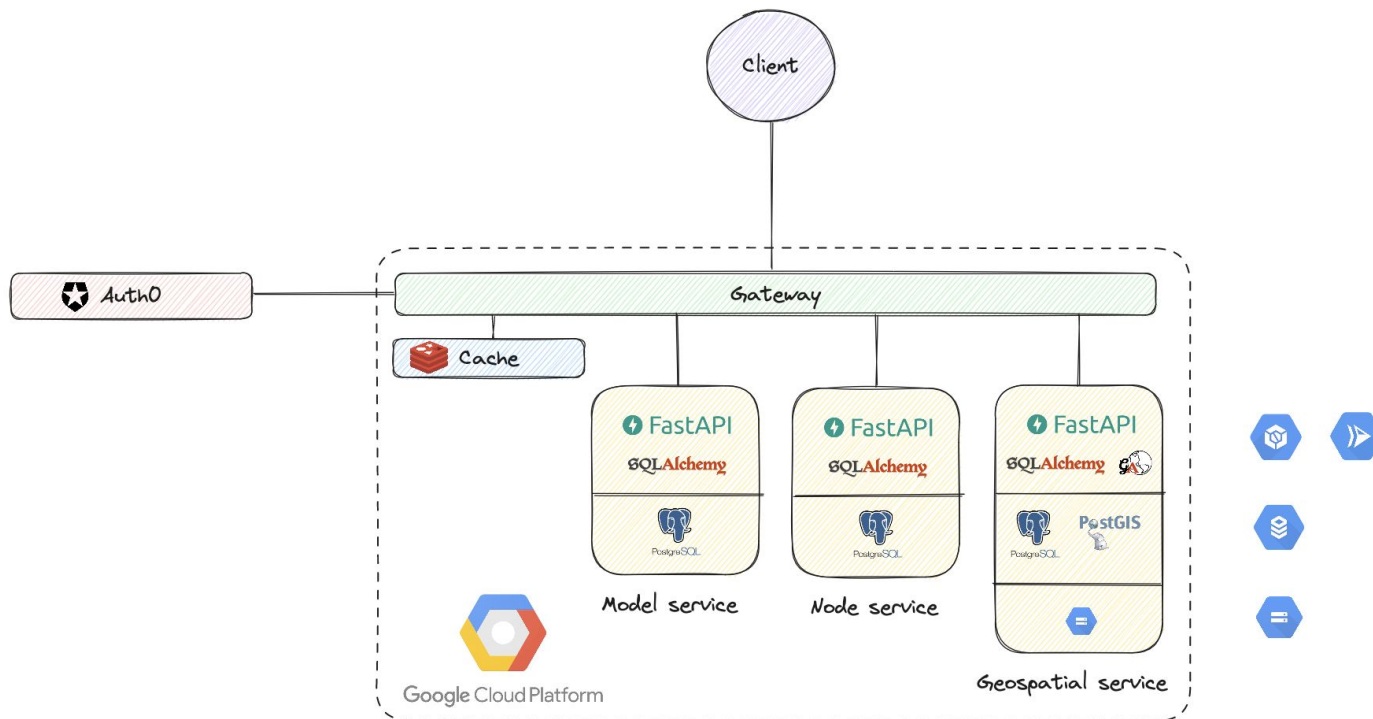 Client
Auth0
Gateway
Cache
FastAPI
SQLAlchemy
PostgreSQL
Model service
FastAPI
SQLAlchemy
PostgreSQL
Node service
FastAPI
SQLAlchemy
GA
PostgreSQL
PostGIS
Geospatial service
Google Cloud Platform